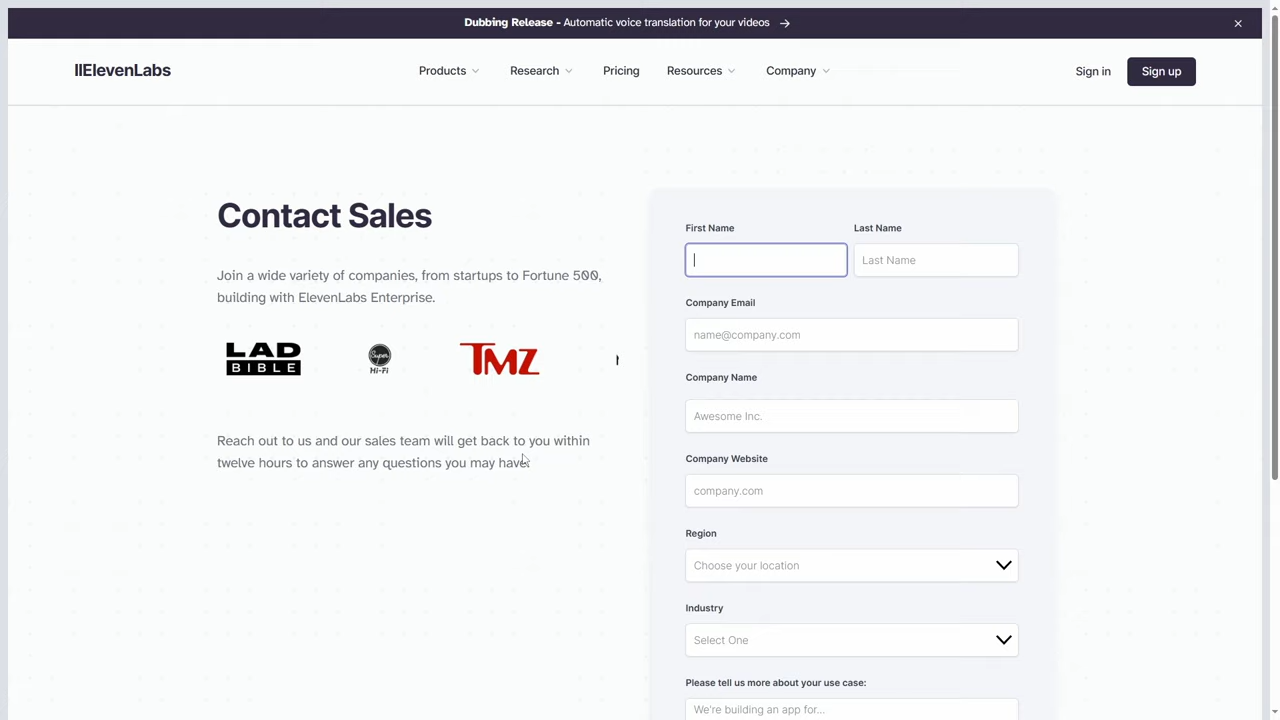 Dubbing Release - Automatic voice translation for your videos
IIElevenLabs
Products
Research
Pricing
Resources
Company
Sign in
Sign up
Contact Sales
Join a wide variety of companies, from startups to Fortune 500,
building with ElevenLabs Enterprise.
LAD
BIBLE
Super
Hi-Fi
TMZ
Reach out to us and our sales team will get back to you within
twelve hours to answer any questions you may have.
First Name
Last Name
Last Name
Company Email
name@company.com
Company Name
Awesome Inc.
Company Website
company.com
Region
Choose your location
Industry
Select One
Please tell us more about your use case:
We're building an app for...